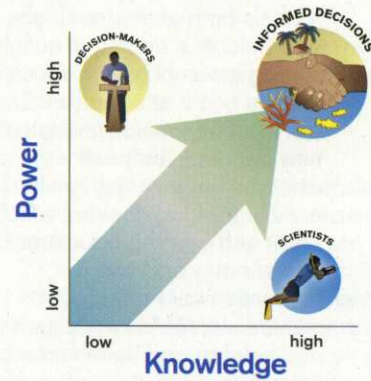 DECISION-MAKERS
INFORMED DECISIONS
high
Power
low
SCIENTISTS
low
high
Knowledge